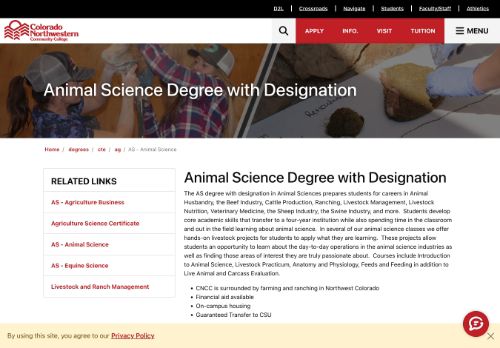 D2L
Crossroads
Navigate
Students
Faculty/Staff
Athletics
Colorado
Northwestern
Community College
APPLY
INFO.
VISIT
TUITION
MENU
Animal Science Degree with Designation
Home / degrees / cte / ag / AS - Animal Science
RELATED LINKS
AS - Agriculture Business
Agriculture Science Certificate
AS - Animal Science
AS - Equine Science
Livestock and Ranch Management
Animal Science Degree with Designation
The AS degree with designation in Animal Sciences prepares students for careers in Animal
Husbandry, the Beef Industry, Cattle Production, Ranching, Livestock Management, Livestock
Nutrition, Veterinary Medicine, the Sheep Industry, the Swine Industry, and more. Students develop
core academic skills that transfer to a four-year institution while also spending time in the classroom
and out in the field learning about animal science. In several of our animal science classes we offer
hands-on livestock projects for students to apply what they are learning. These projects allow
students an opportunity to learn about the day-to-day operations in the animal science industries as
well as finding those areas of interest they are truly passionate about. Courses include Introduction
to Animal Science, Livestock Practicum, Anatomy and Physiology, Feeds and Feeding in addition to
Live Animal and Carcass Evaluation.
• CNCC is surrounded by farming and ranching in Northwest Colorado
• Financial aid available
• On-campus housing
• Guaranteed Transfer to CSU
By using this site, you agree to our Privacy Policy